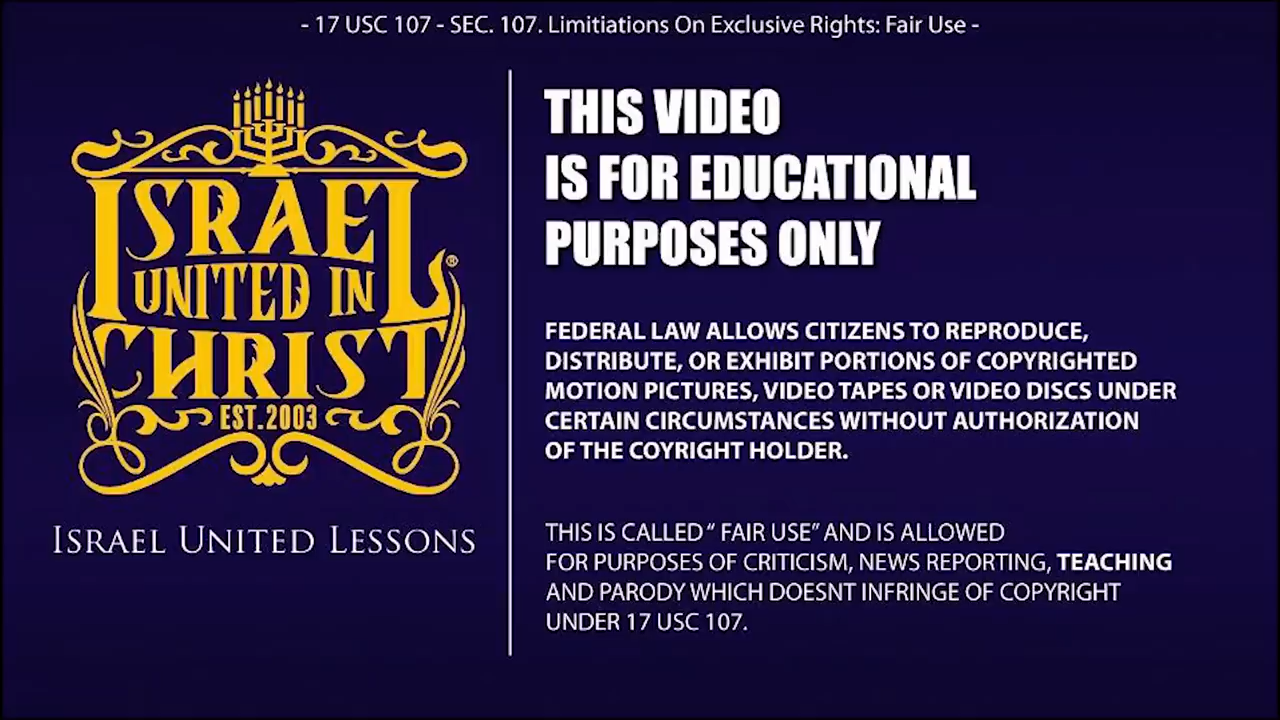 - 17 USC 107 - SEC. 107. Limitiations On Exclusive Rights: Fair Use -
ISRAEL
UNITED IN
CHRIST
EST.2003
®
ISRAEL UNITED LESSONS
THIS VIDEO
IS FOR EDUCATIONAL
PURPOSES ONLY
FEDERAL LAW ALLOWS CITIZENS TO REPRODUCE,
DISTRIBUTE, OR EXHIBIT PORTIONS OF COPYRIGHTED
MOTION PICTURES, VIDEO TAPES OR VIDEO DISCS UNDER
CERTAIN CIRCUMSTANCES WITHOUT AUTHORIZATION
OF THE COYRIGHT HOLDER.
THIS IS CALLED “ FAIR USE” AND IS ALLOWED
FOR PURPOSES OF CRITICISM, NEWS REPORTING, TEACHING
AND PARODY WHICH DOESNT INFRINGE OF COPYRIGHT
UNDER 17 USC 107.